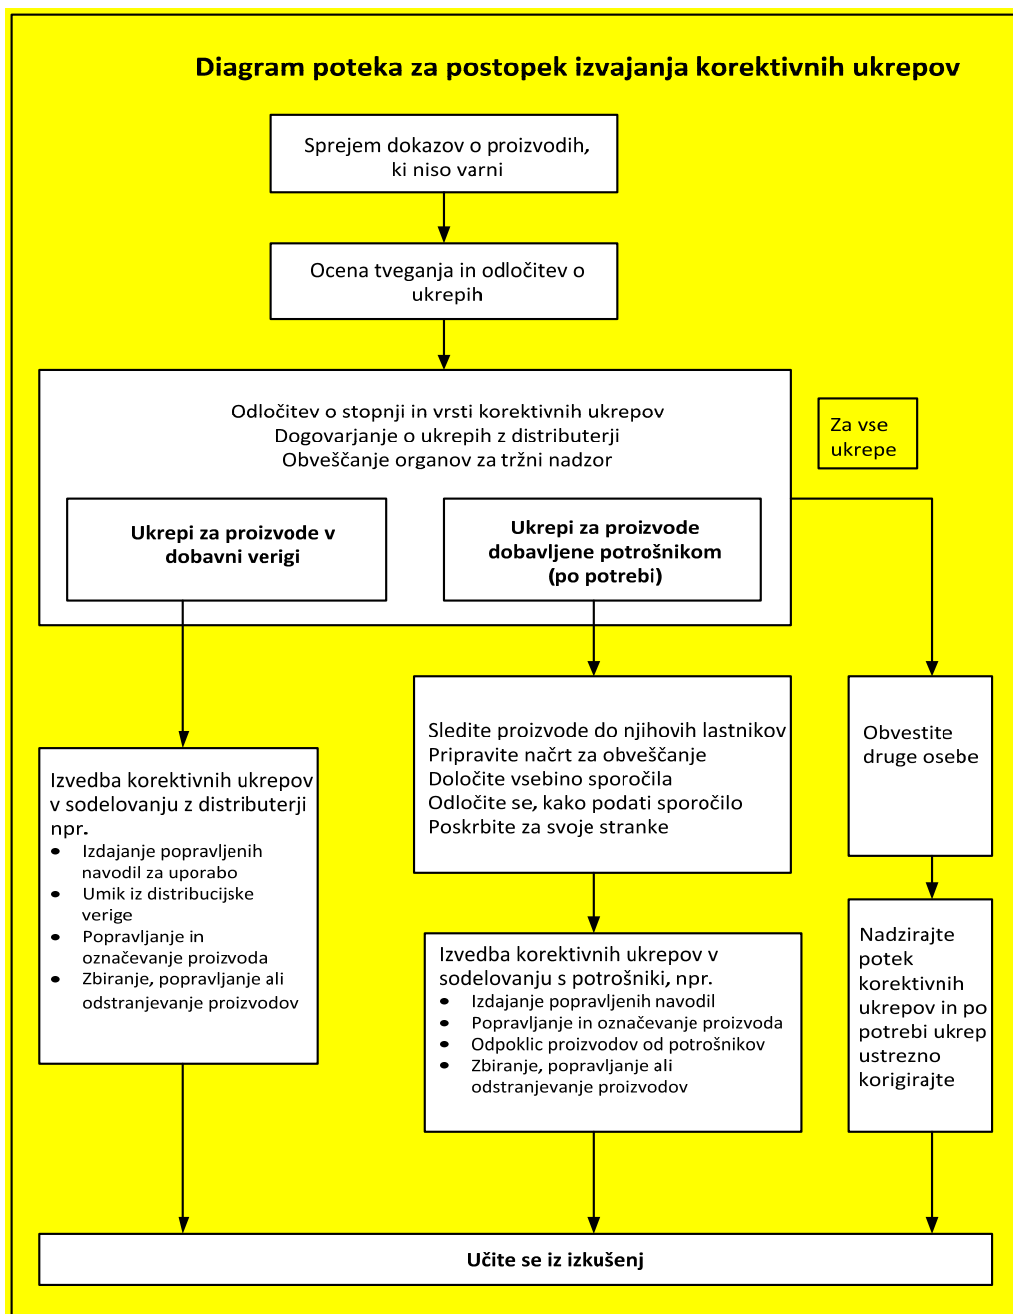 Diagram poteka za postopek izvajanja korektivnih ukrepov
Sprejem dokazov o proizvodih,
ki niso varni
Ocena tveganja in odločitev o
ukrepih
Odločitev o stopnji in vrsti korektivnih ukrepov
Dogovarjanje o ukrepih z distributerji
Obveščanje organov za tržni nadzor
Za vse
ukrepe
Ukrepi za proizvode v
dobavni verigi
Ukrepi za proizvode
dobavljene potrošnikom
(po potrebi)
Izvedba korektivnih ukrepov
v sodelovanju z distributerji
npr.
• Izdajanje popravljenih
navodil za uporabo
• Umik iz distribucijske
verige
• Popravljanje in
označevanje proizvoda
• Zbiranje, popravljanje ali
odstranjevanje proizvodov
Sledite proizvode do njihovih lastnikov
Pripravite načrt za obveščanje
Določite vsebino sporočila
Odločite se, kako podati sporočilo
Poskrbite za svoje stranke
Izvedba korektivnih ukrepov v
sodelovanju s potrošniki, npr.
• Izdajanje popravljenih navodil
• Popravljanje in označevanje proizvoda
• Odpoklic proizvodov od potrošnikov
• Zbiranje, popravljanje ali
odstranjevanje proizvodov
Obvestite
druge osebe
Nadzirajte
potek
korektivnih
ukrepov in po
potrebi ukrep
ustrezno
korigirajte
Učite se iz izkušenj